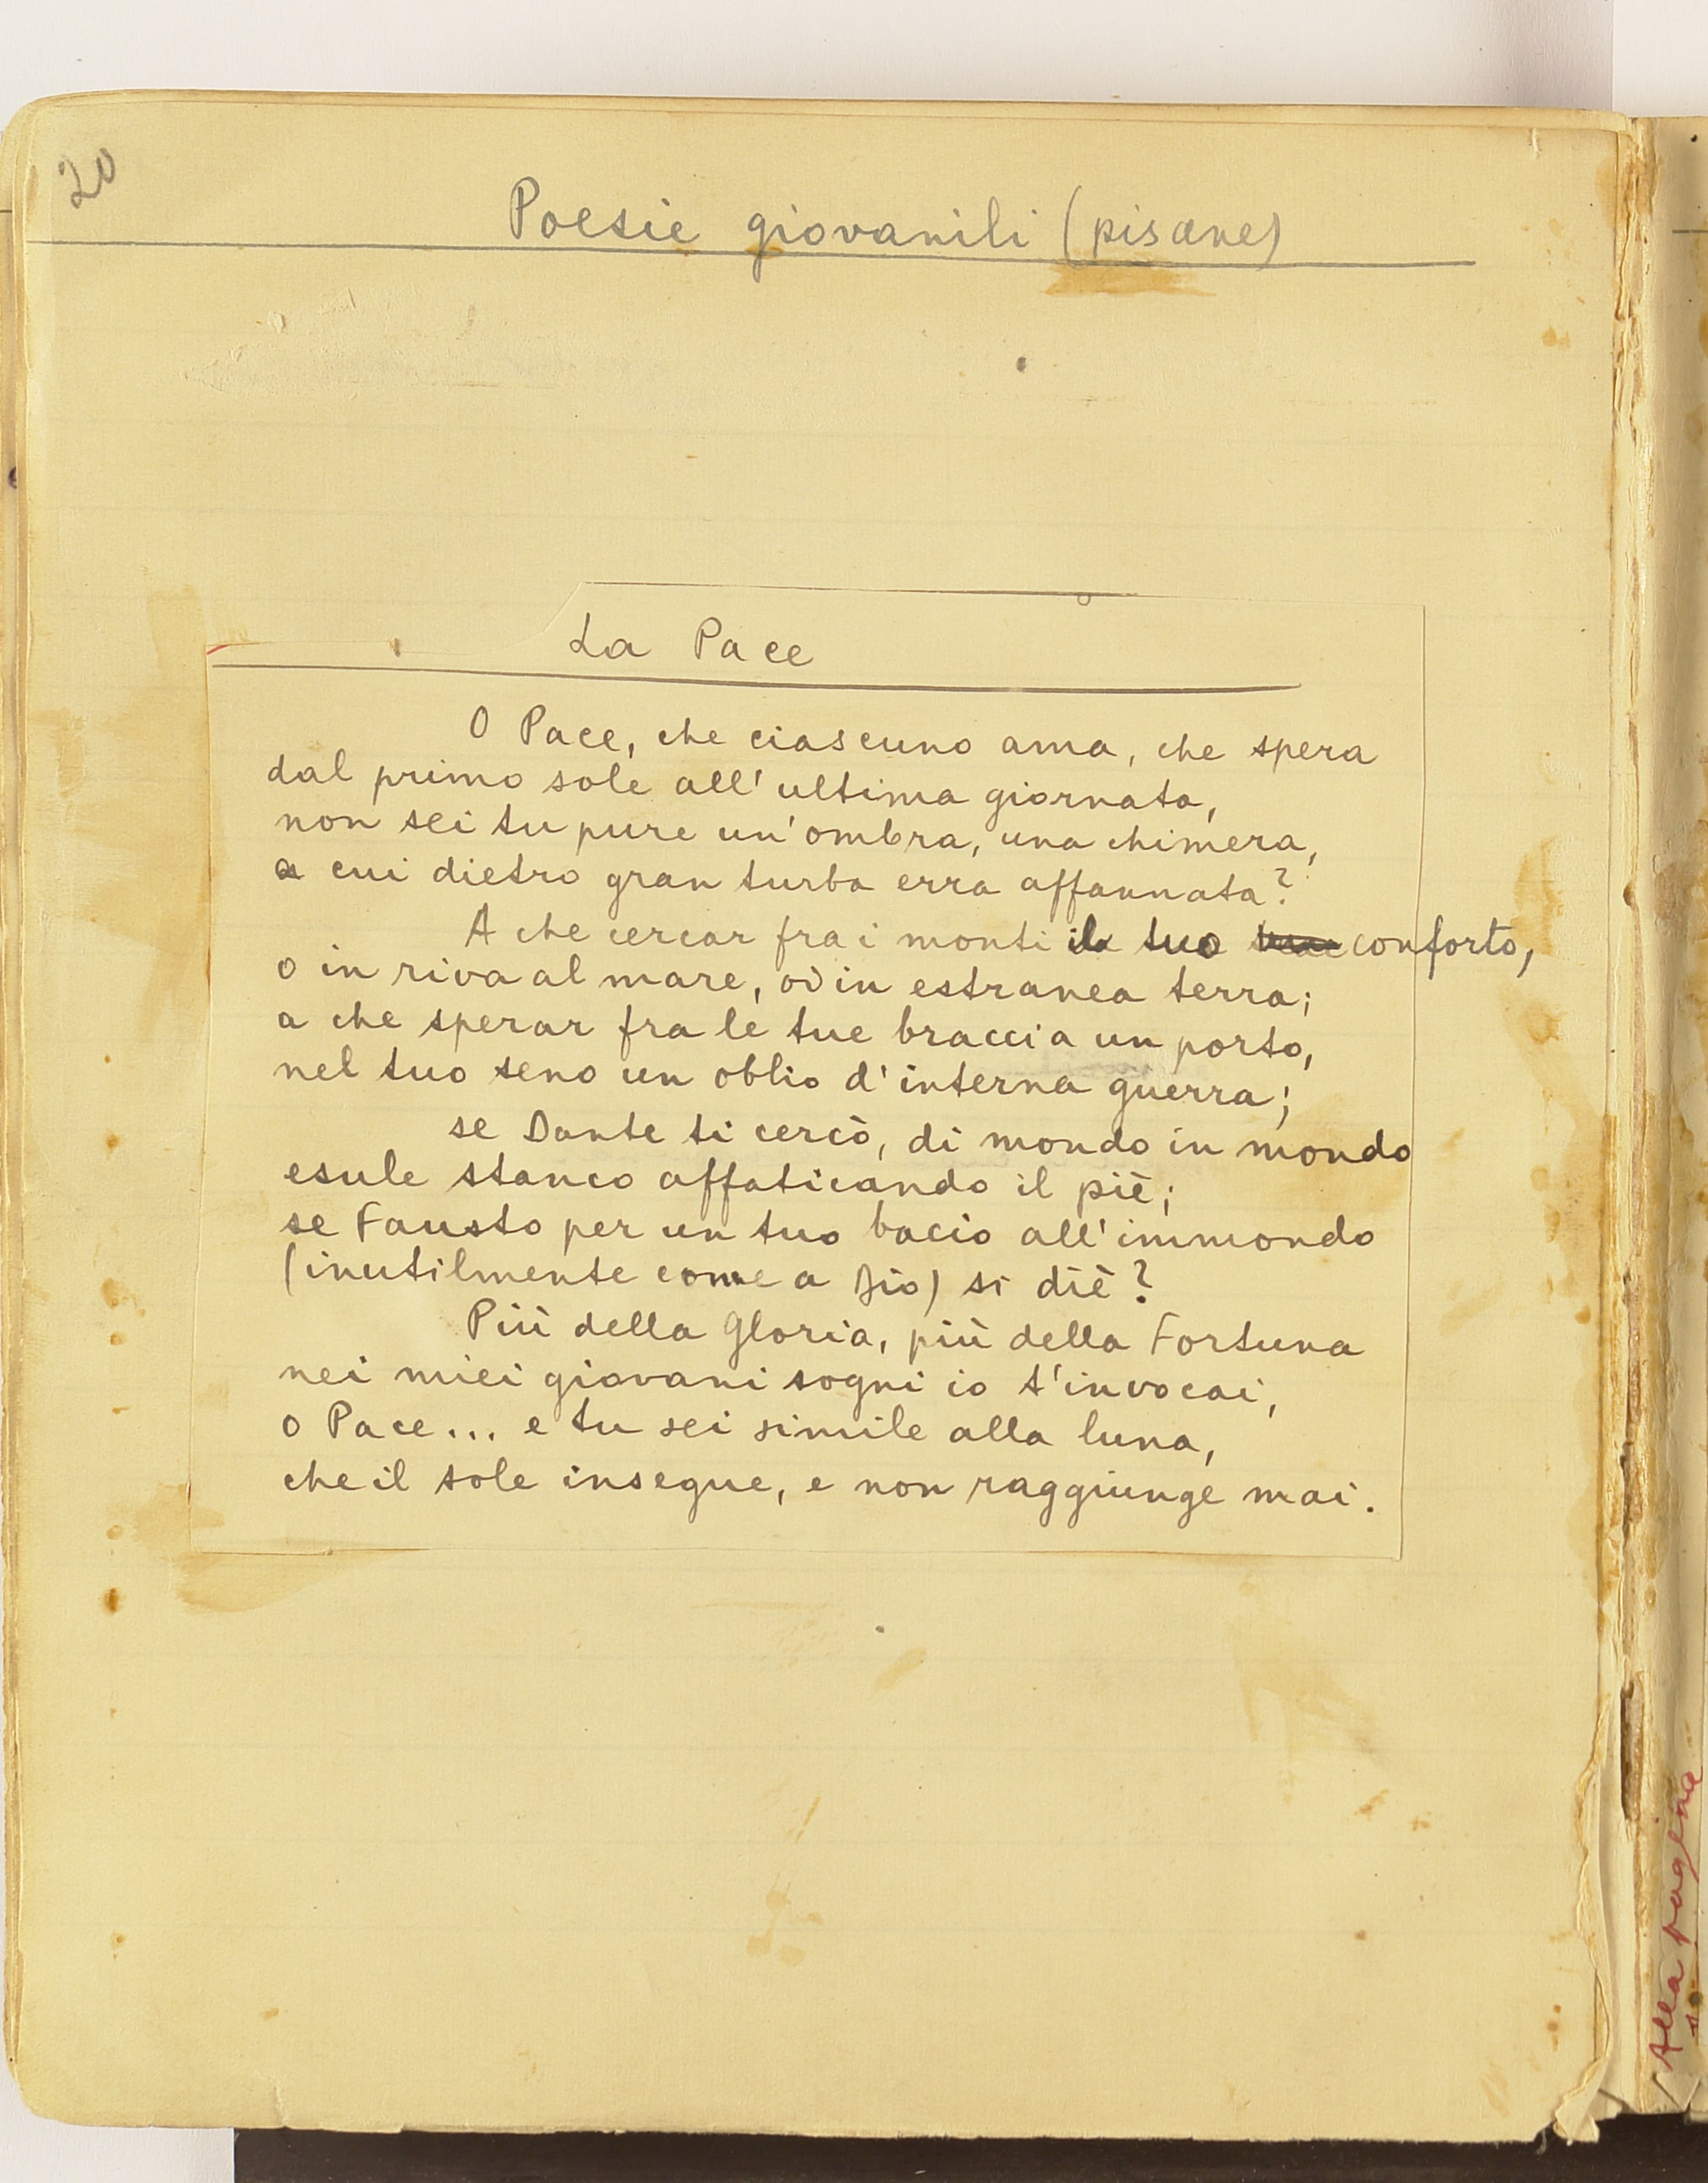 20
Poesie giovanili (pisane)
La Pace
O Pace, che ciascuno ama, che spera
dal primo sole all'ultima giornata,
non sei tu pure un'ombra, una chimera,
a cui dietro gran turba erra affannata?
A che cercar fra i monti il tuo conforto,
o in riva al mare, od in estranea terra;
a che sperar fra le tue braccia un porto,
nel tuo seno un oblio d'interna guerra;
se Dante ti cercò, di mondo in mondo
esule stanco affaticando il piè;
se Fausto per un tuo bacio all'immondo
(inutilmente come a Dio) si diè?
Più della Gloria, più della Fortuna
nei miei giovani sogni io t'invocai,
o Pace... e tu sei simile alla luna,
che il sole insegue, e non raggiunge mai.
(Alla pagina